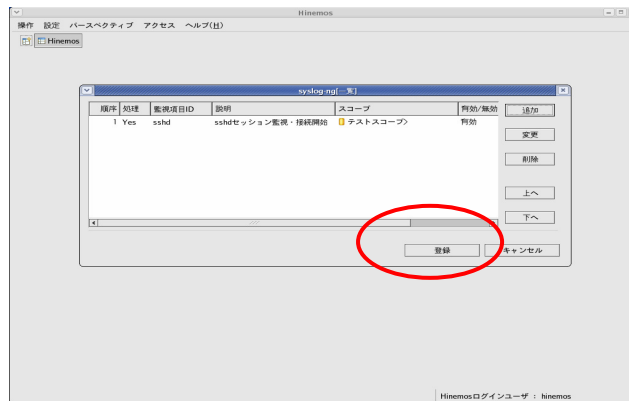 Hinemos
操作 設定 パースペクティブ アクセス ヘルプ(H)
Hinemos
syslog-ng[一覧]
順序 処理 監視項目ID 説明 スコープ 有効/無効
1 Yes sshd sshdセッション監視・接続開始 テストスコープ> 有効
追加
変更
削除
上へ
下へ
登録 キャンセル
Hinemosログインユーザ : hinemos